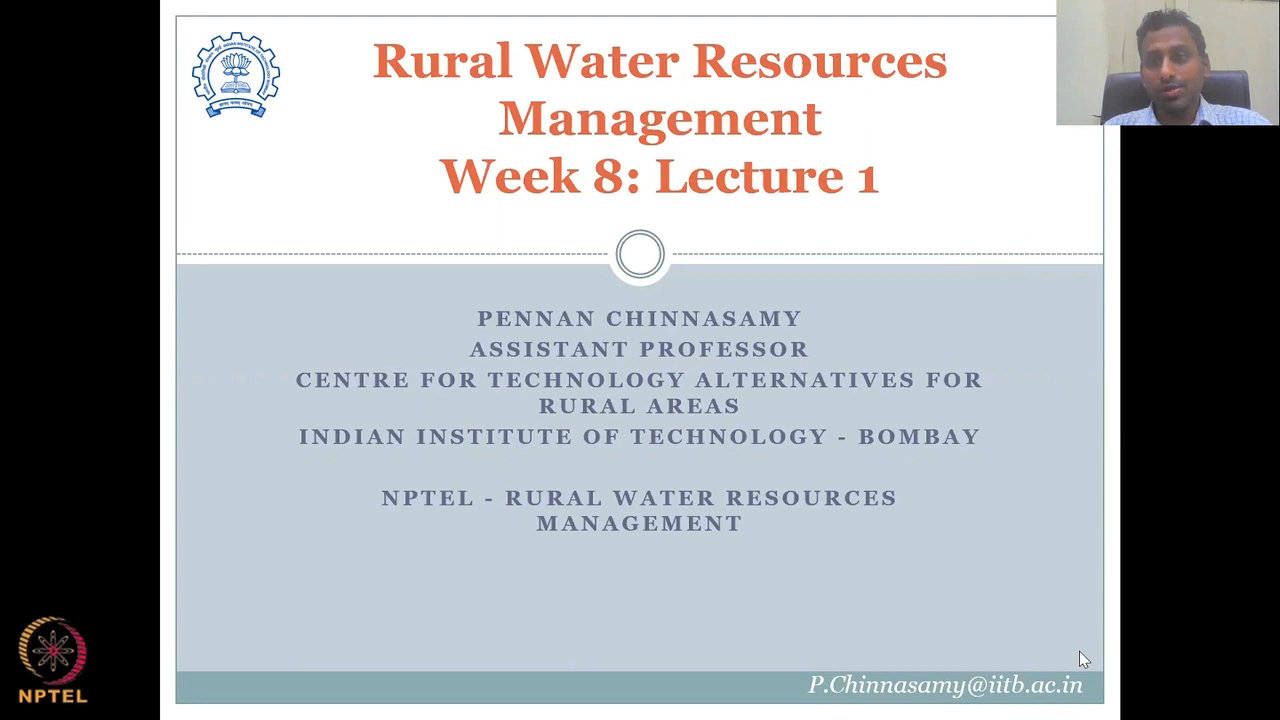 Rural Water Resources
Management
Week 8: Lecture 1
PENNAN CHINNASAMY
ASSISTANT PROFESSOR
CENTRE FOR TECHNOLOGY ALTERNATIVES FOR
RURAL AREAS
INDIAN INSTITUTE OF TECHNOLOGY - BOMBAY
NPTEL - RURAL WATER RESOURCES
MANAGEMENT
P.Chinnasamy@iitb.ac.in
NPTEL